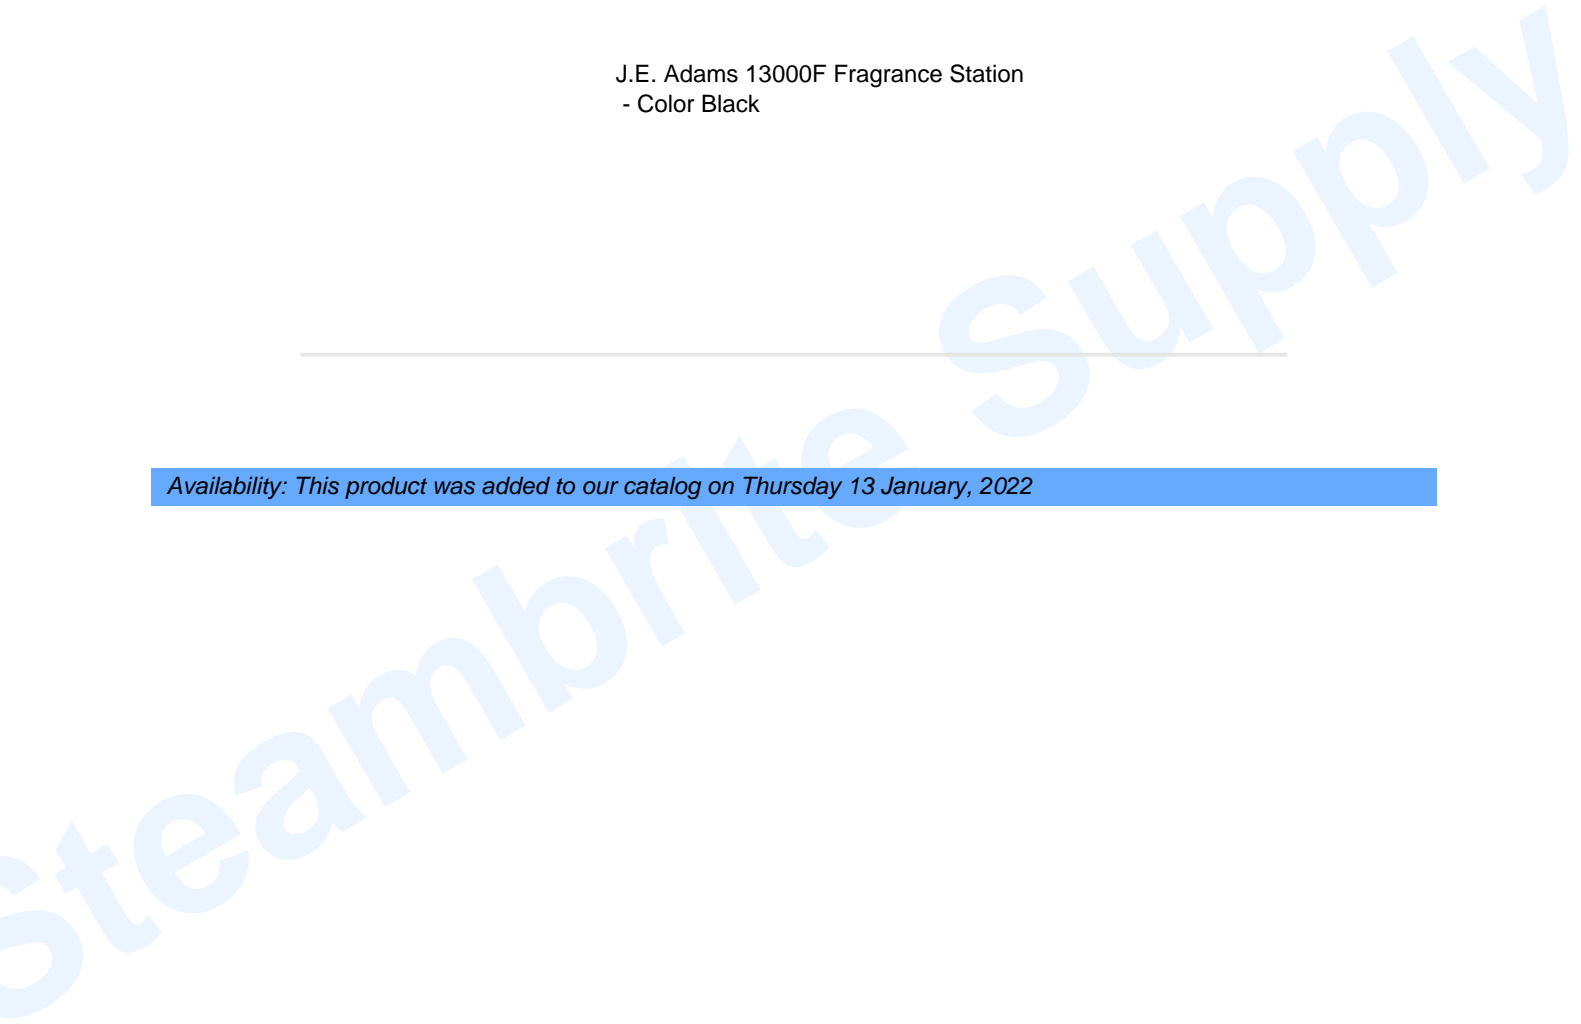 J.E. Adams 13000F Fragrance Station
- Color Black
Availability: This product was added to our catalog on Thursday 13 January, 2022
Steambrite Supply